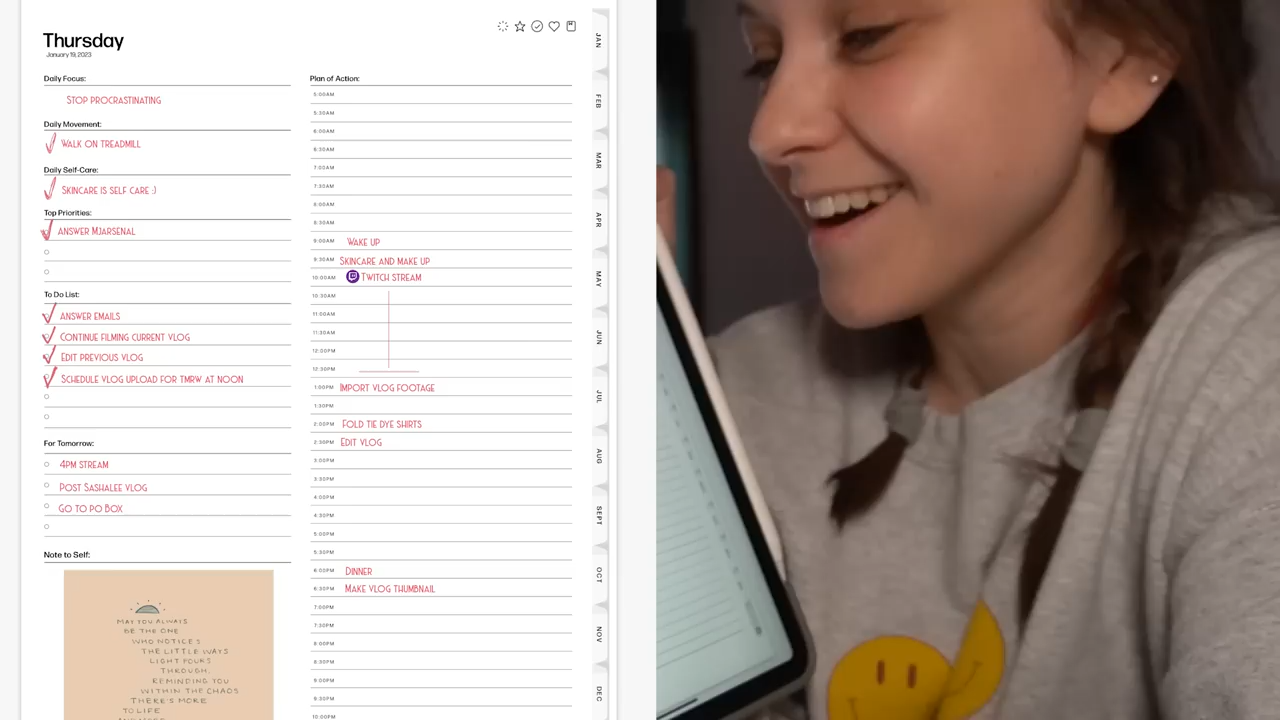 Thursday
January 19, 2023
Daily Focus:
STOP PROCRASTINATING
Daily Movement:
WALK ON TREADMILL
Daily Self-Care:
SKINCARE IS SELF CARE :)
Top Priorities:
ANSWER MJARSENAL
To Do List:
ANSWER EMAILS
CONTINUE FILMING CURRENT VLOG
EDIT PREVIOUS VLOG
SCHEDULE VLOG UPLOAD FOR TMRW AT NOON
For Tomorrow:
4PM STREAM
POST SASHALEE VLOG
GO TO PO BOX
Note to Self:
MAY YOU ALWAYS
BE THE ONE
WHO NOTICES
THE LITTLE WAYS
LIGHT POURS
THROUGH,
REMINDING YOU
WITHIN THE CHAOS
THERE'S MORE
TO LIFE
Plan of Action:
5:00AM
5:30AM
6:00AM
6:30AM
7:00AM
7:30AM
8:00AM
8:30AM
9:00AM WAKE UP
9:30AM SKINCARE AND MAKE UP
10:00AM TWITCH STREAM
10:30AM
11:00AM
11:30AM
12:00PM
12:30PM
1:00PM IMPORT VLOG FOOTAGE
1:30PM
2:00PM FOLD TIE DYE SHIRTS
2:30PM EDIT VLOG
3:00PM
3:30PM
4:00PM
4:30PM
5:00PM
5:30PM
6:00PM DINNER
6:30PM MAKE VLOG THUMBNAIL
7:00PM
7:30PM
8:00PM
8:30PM
9:00PM
9:30PM
10:00PM
JAN
FEB
MAR
APR
MAY
JUN
JUL
AUG
SEPT
OCT
NOV
DEC